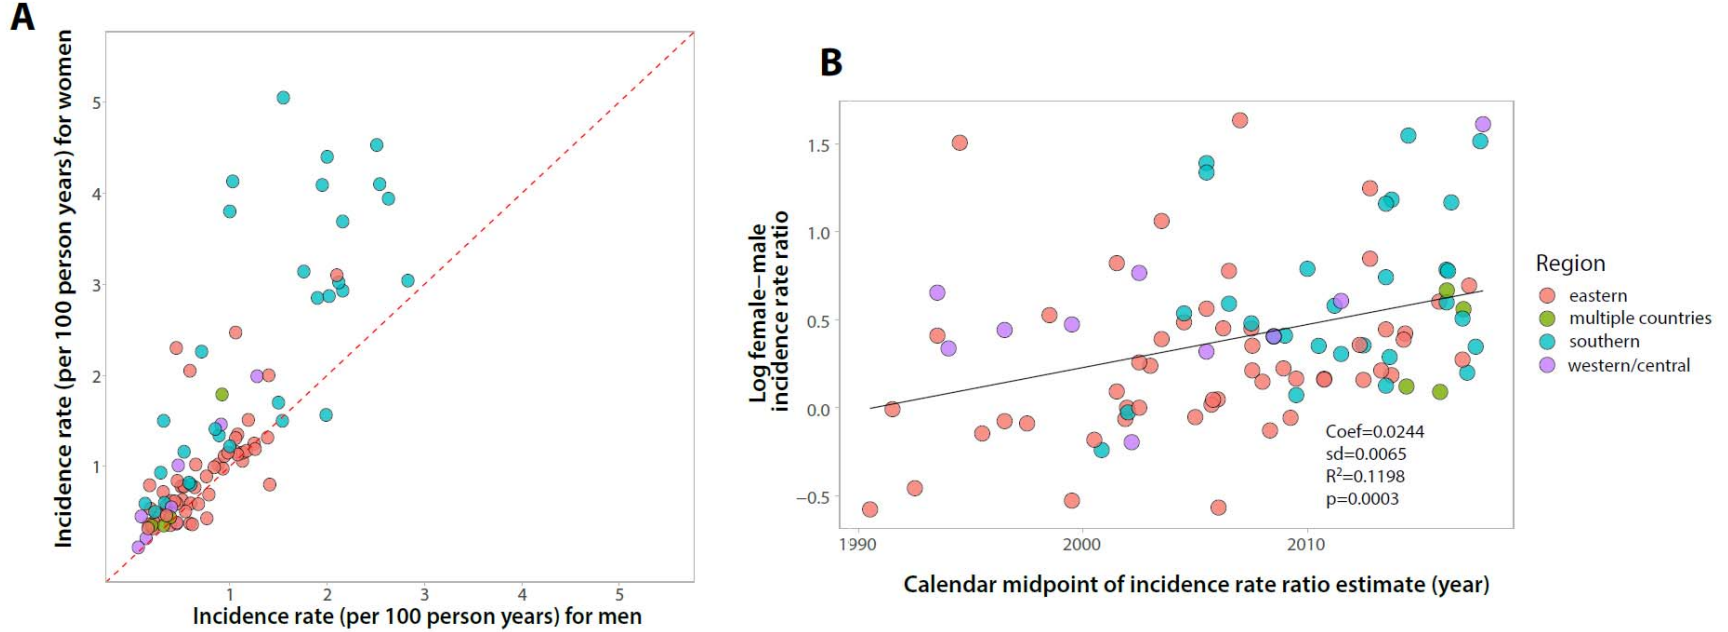 A
Incidence rate (per 100 person years) for women
5
4
3
2
1
1 2 3 4 5
Incidence rate (per 100 person years) for men
B
Log female–male
incidence rate ratio
1.5
1.0
0.5
0.0
−0.5
Coef=0.0244
sd=0.0065
R²=0.1198
p=0.0003
1990 2000 2010
Calendar midpoint of incidence rate ratio estimate (year)
Region
eastern
multiple countries
southern
western/central